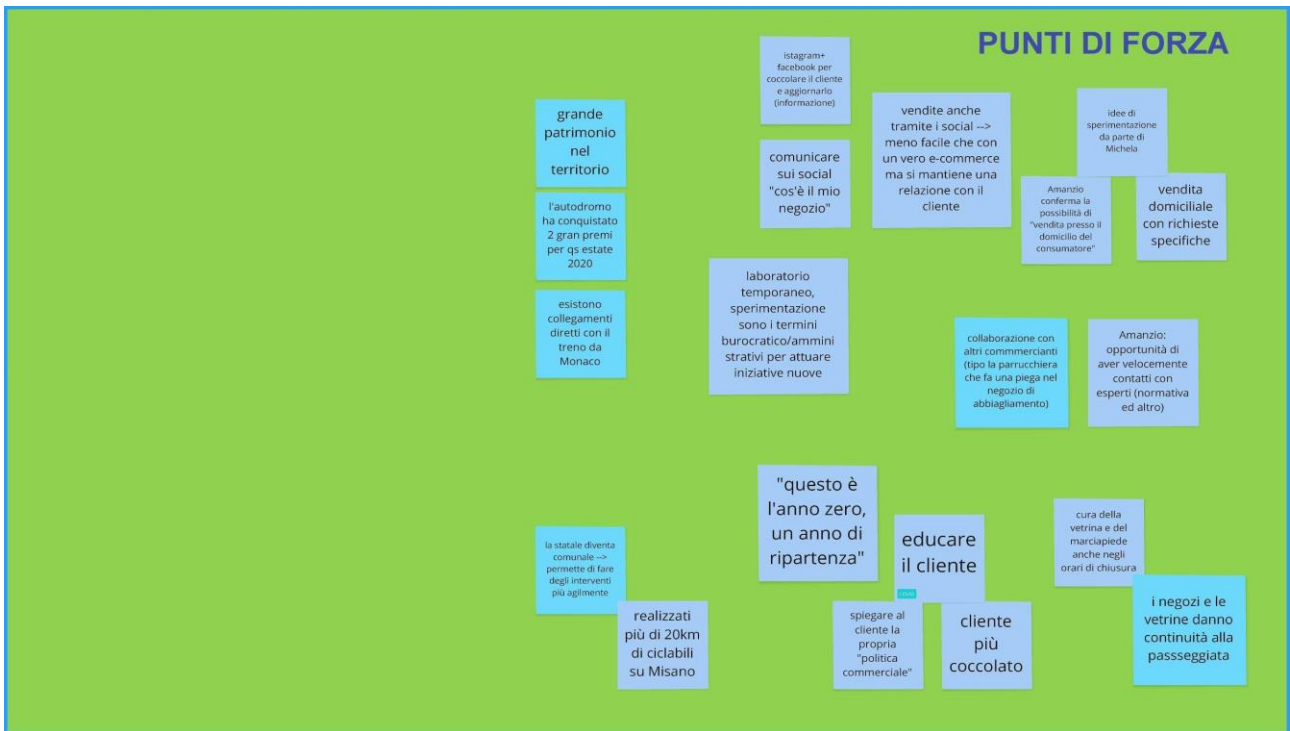 PUNTI DI FORZA
istagram+
facebook per
coccolare il cliente
e aggiornarlo
(informazione)
vendite anche
tramite i social -->
meno facile che con
un vero e-commerce
ma si mantiene una
relazione con il
cliente
idee di
sperimentazione
da parte di
Michela
grande
patrimonio
nel
territorio
comunicare
sui social
"cos'è il mio
negozio"
Amanzio
conferma la
possibilità di
"vendita presso il
domicilio del
consumatore"
vendita
domiciliale
con richieste
specifiche
l'autodromo
ha conquistato
2 gran premi
per qs estate
2020
laboratorio
temporaneo,
sperimentazione
sono i termini
burocratico/ammini
strativi per attuare
iniziative nuove
esistono
collegamenti
diretti con il
treno da
Monaco
collaborazione con
altri commmercianti
(tipo la parrucchiera
che fa una piega nel
negozio di
abbiagliamento)
Amanzio:
opportunità di
aver velocemente
contatti con
esperti (normativa
ed altro)
"questo è
l'anno zero,
un anno di
ripartenza"
educare
il cliente
cura della
vetrina e del
marciapiede
anche negli
orari di chiusura
la statale diventa
comunale -->
permette di fare
degli interventi
più agilmente
i negozi e le
vetrine danno
continuità alla
passseggiata
realizzati
più di 20km
di ciclabili
su Misano
spiegare al
cliente la
propria
"politica
commerciale"
cliente
più
coccolato